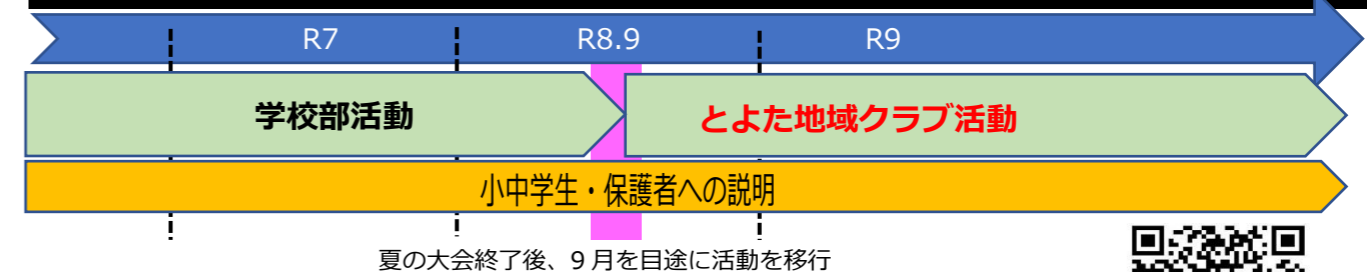 R7 R8.9 R9
学校部活動 とよた地域クラブ活動
小中学生・保護者への説明
夏の大会終了後、9月を目途に活動を移行